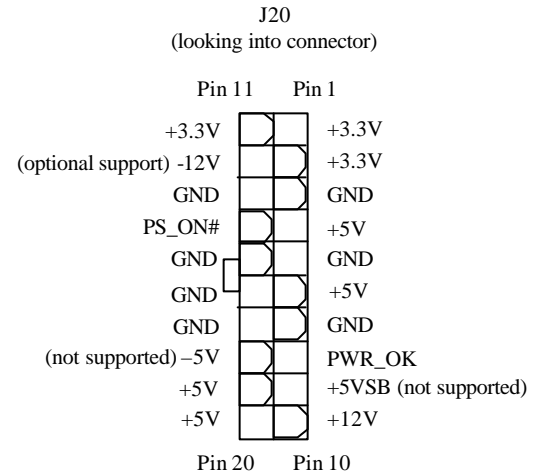 J20
(looking into connector)
Pin 11 Pin 1
+3.3V +3.3V
(optional support) -12V +3.3V
GND GND
PS_ON# +5V
GND GND
GND +5V
GND GND
(not supported) –5V PWR_OK
+5V +5VSB (not supported)
+5V +12V
Pin 20 Pin 10